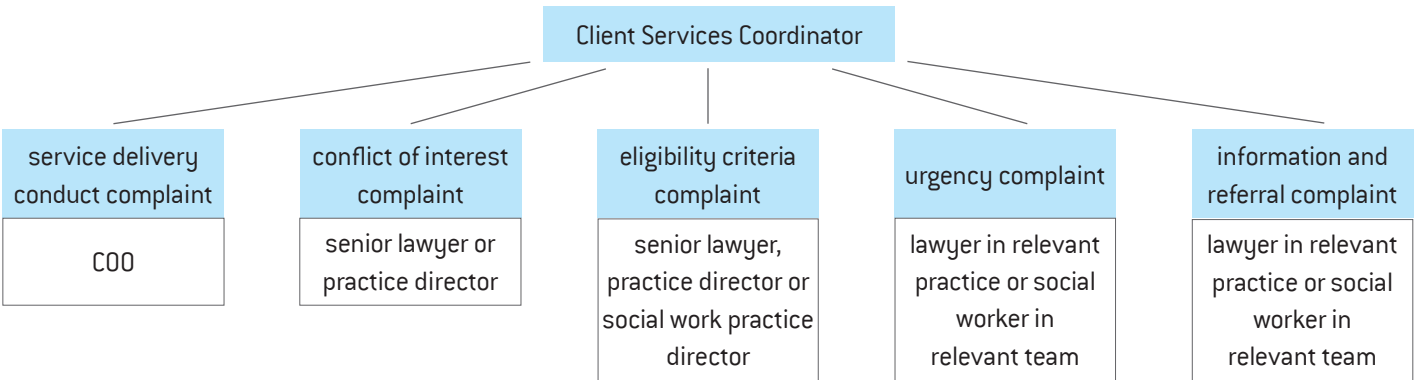 Client Services Coordinator
service delivery
conduct complaint
COO
conflict of interest
complaint
senior lawyer or
practice director
eligibility criteria
complaint
senior lawyer,
practice director or
social work practice
director
urgency complaint
lawyer in relevant
practice or social
worker in
relevant team
information and
referral complaint
lawyer in relevant
practice or social
worker in
relevant team